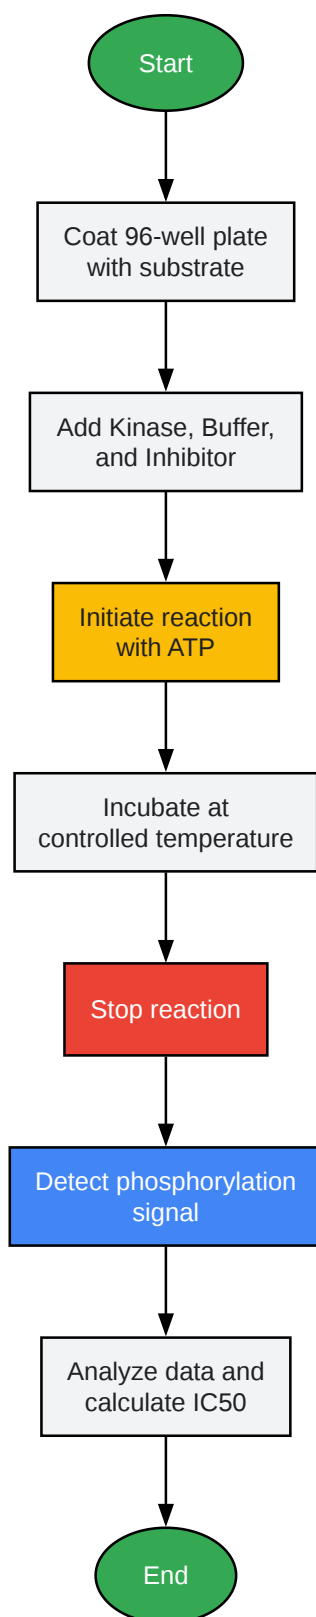 Start
Coat 96-well plate
with substrate
Add Kinase, Buffer,
and Inhibitor
Initiate reaction
with ATP
Incubate at
controlled temperature
Stop reaction
Detect phosphorylation
signal
Analyze data and
calculate IC50
End